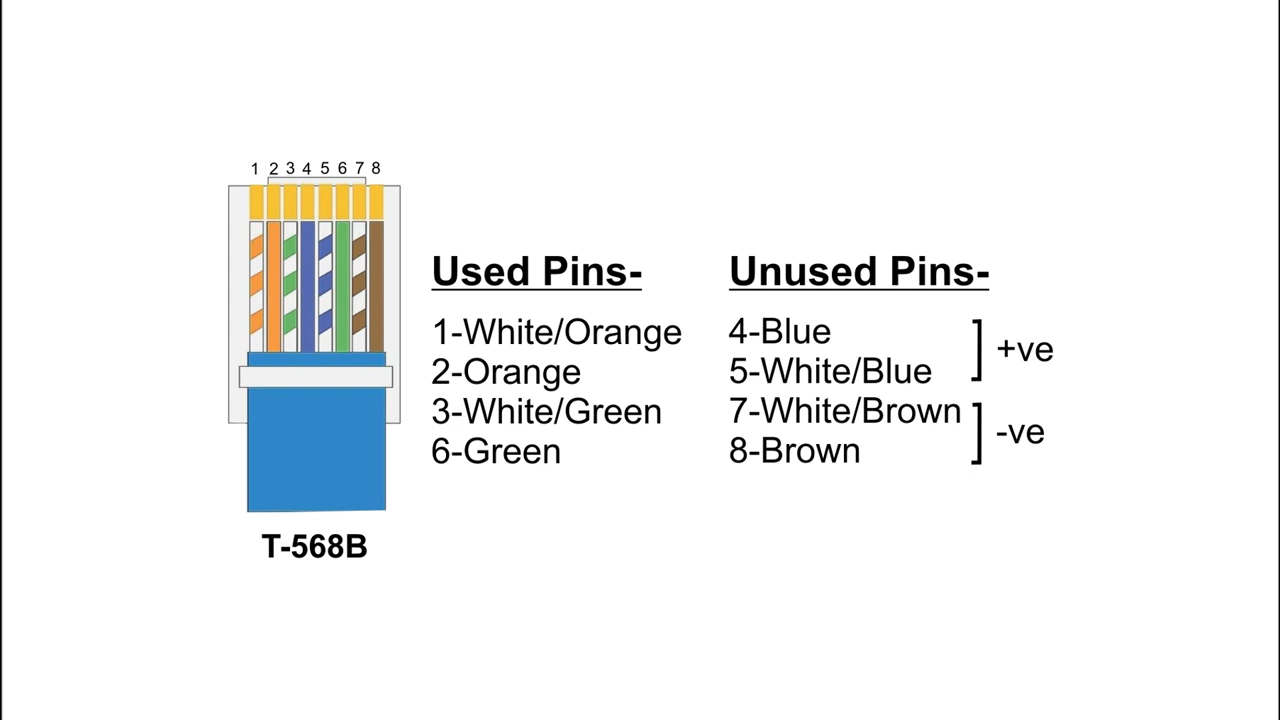 1 2 3 4 5 6 7 8
Used Pins-
1-White/Orange
2-Orange
3-White/Green
6-Green
Unused Pins-
4-Blue
5-White/Blue
+ve
7-White/Brown
8-Brown
-ve
T-568B